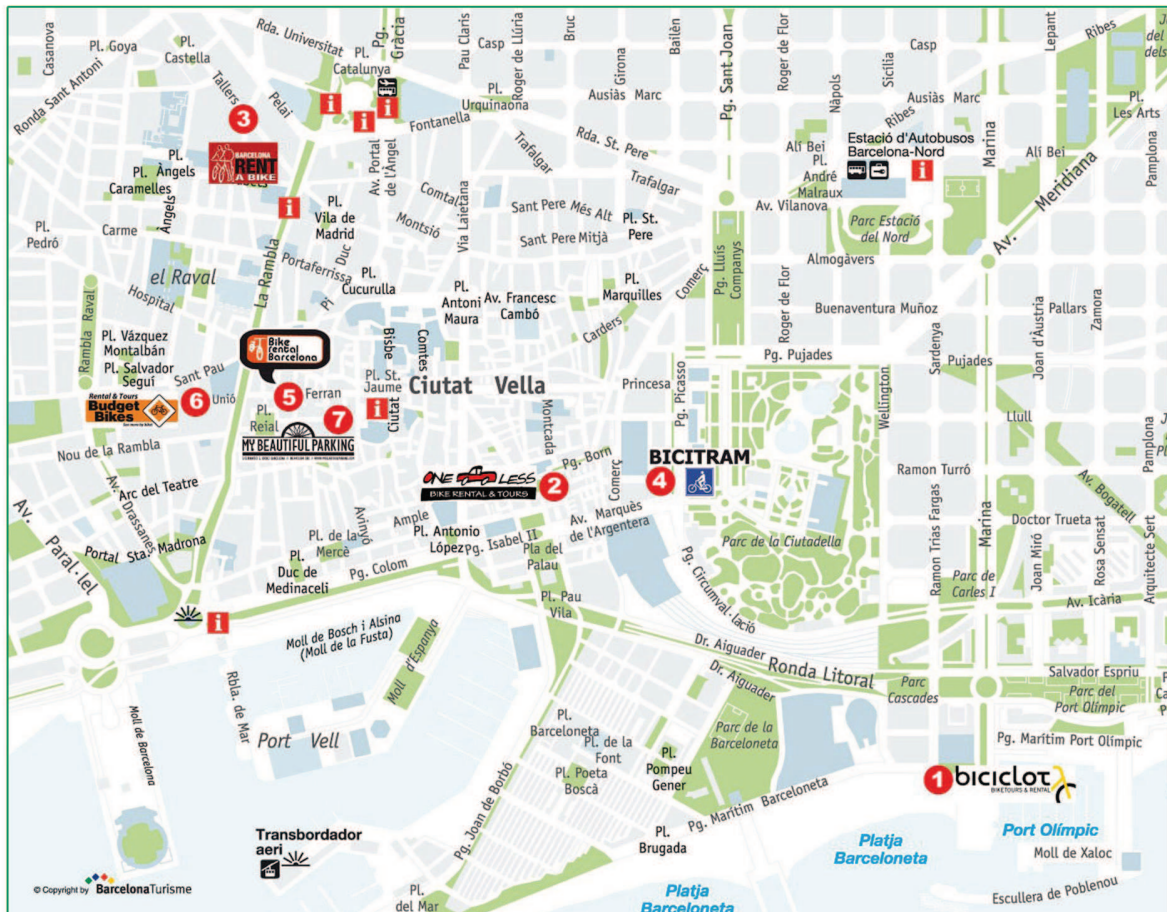 Casanova
Pl. Goya
Pl.
Castella
Rda. Universitat
Pg.
Gràcia
Pl.
Catalunya
Pau Claris
Casp
Roger de Llúria
Bruc
Girona
Bailèn
Pg. Sant Joan
Roger de Flor
Nàpols
Sicília
Casp
Lepant
Ribes
Ronda Sant Antoni
Tallers
Pelai
Pl.
Urquinaona
Ausiàs Marc
Ausiàs Marc
Ribes
Marina
Pl.
Les Arts
Pamplona
3
i
i
i
Fontanella
Trafalgar
Rda. St. Pere
Trafalgar
Alí Bei
Estació d'Autobusos
Barcelona-Nord
i
Alí Bei
Meridiana
Av.
BARCELONA
RENT
A BIKE
Pl.
Àngels
Pl.
Caramelles
Àngels
Av. Portal
de l'Àngel
Comtal
Via Laietana
Pl.
André
Malraux
Av. Vilanova
i
Pl.
Vila de
Madrid
Montsió
Sant Pere Més Alt
Sant Pere Mitjà
Pl. St.
Pere
Parc Estació
del Nord
Pl.
Pedró
Carme
Portaferrissa
Duc
Pl.
Cucurulla
Pi
Almogàvers
el Raval
La Rambla
Hospital
Pl.
Antoni
Maura
Av. Francesc
Cambó
Pl.
Marquilles
Comerç
Pg. Lluís
Companys
Roger de Flor
Buenaventura Muñoz
Pallars
Zamora
Joan d'Àustria
Rambla Raval
Pl. Vázquez
Montalbán
Pl. Salvador
Seguí
Sant Pau
Bike
rental
Barcelona
Bisbe
Comtes
Carders
Pg. Pujades
Sardenya
Pujades
Rental & Tours
Budget
Bikes
6
Unió
5
Ferran
Pl. St.
Jaume
Ciutat Vella
Princesa
Pg. Picasso
Wellington
Llull
7
i
Ciutat
Pl.
Reial
MY BEAUTIFUL PARKING
Montcada
Nou de la Rambla
Pg. Born
BICITRAM
4
Comerç
Ramon Turró
Pamplona
ONE LESS
BIKE RENTAL & TOURS
2
Av. Bogatell
Arc del Teatre
Av. Drassanes
Avinyó
Ample
Av. Marquès
de l'Argentera
Ramon Trias Fargas
Marina
Doctor Trueta
Joan Miró
Rosa Sensat
Arquitecte Sert
Av.
Paral·lel
Portal Sta. Madrona
Pl. de la
Mercè
Pl. Antonio
López
Pg. Isabel II
Pla del
Palau
Parc de la Ciutadella
Pl.
Duc de
Medinaceli
Pg. Colom
Pg. Circumval·lació
Parc de
Carles I
Pl. Pau
Vila
Av. Icària
i
Moll de Bosch i Alsina
(Moll de la Fusta)
Moll d'Espanya
Dr. Aiguader
Ronda Litoral
Dr. Aiguader
Parc
Cascades
Salvador Espriu
Parc del
Port Olímpic
Rbla. de Mar
Moll de Barcelona
Port Vell
Pl.
Barceloneta
Pl. de la
Font
Parc de la
Barceloneta
Pg. Marítim Port Olímpic
Pl. Poeta
Boscà
Pl.
Pompeu
Gener
Pg. Joan de Borbó
Pg. Marítim Barceloneta
1
biciclot
BIKETOURS & RENTAL
Pl.
Brugada
Platja
Barceloneta
Port Olímpic
Moll de Xaloc
Transbordador
aeri
© Copyright by BarcelonaTurisme
Pl.
del Mar
Platja
Barceloneta
Escullera de Poblenou